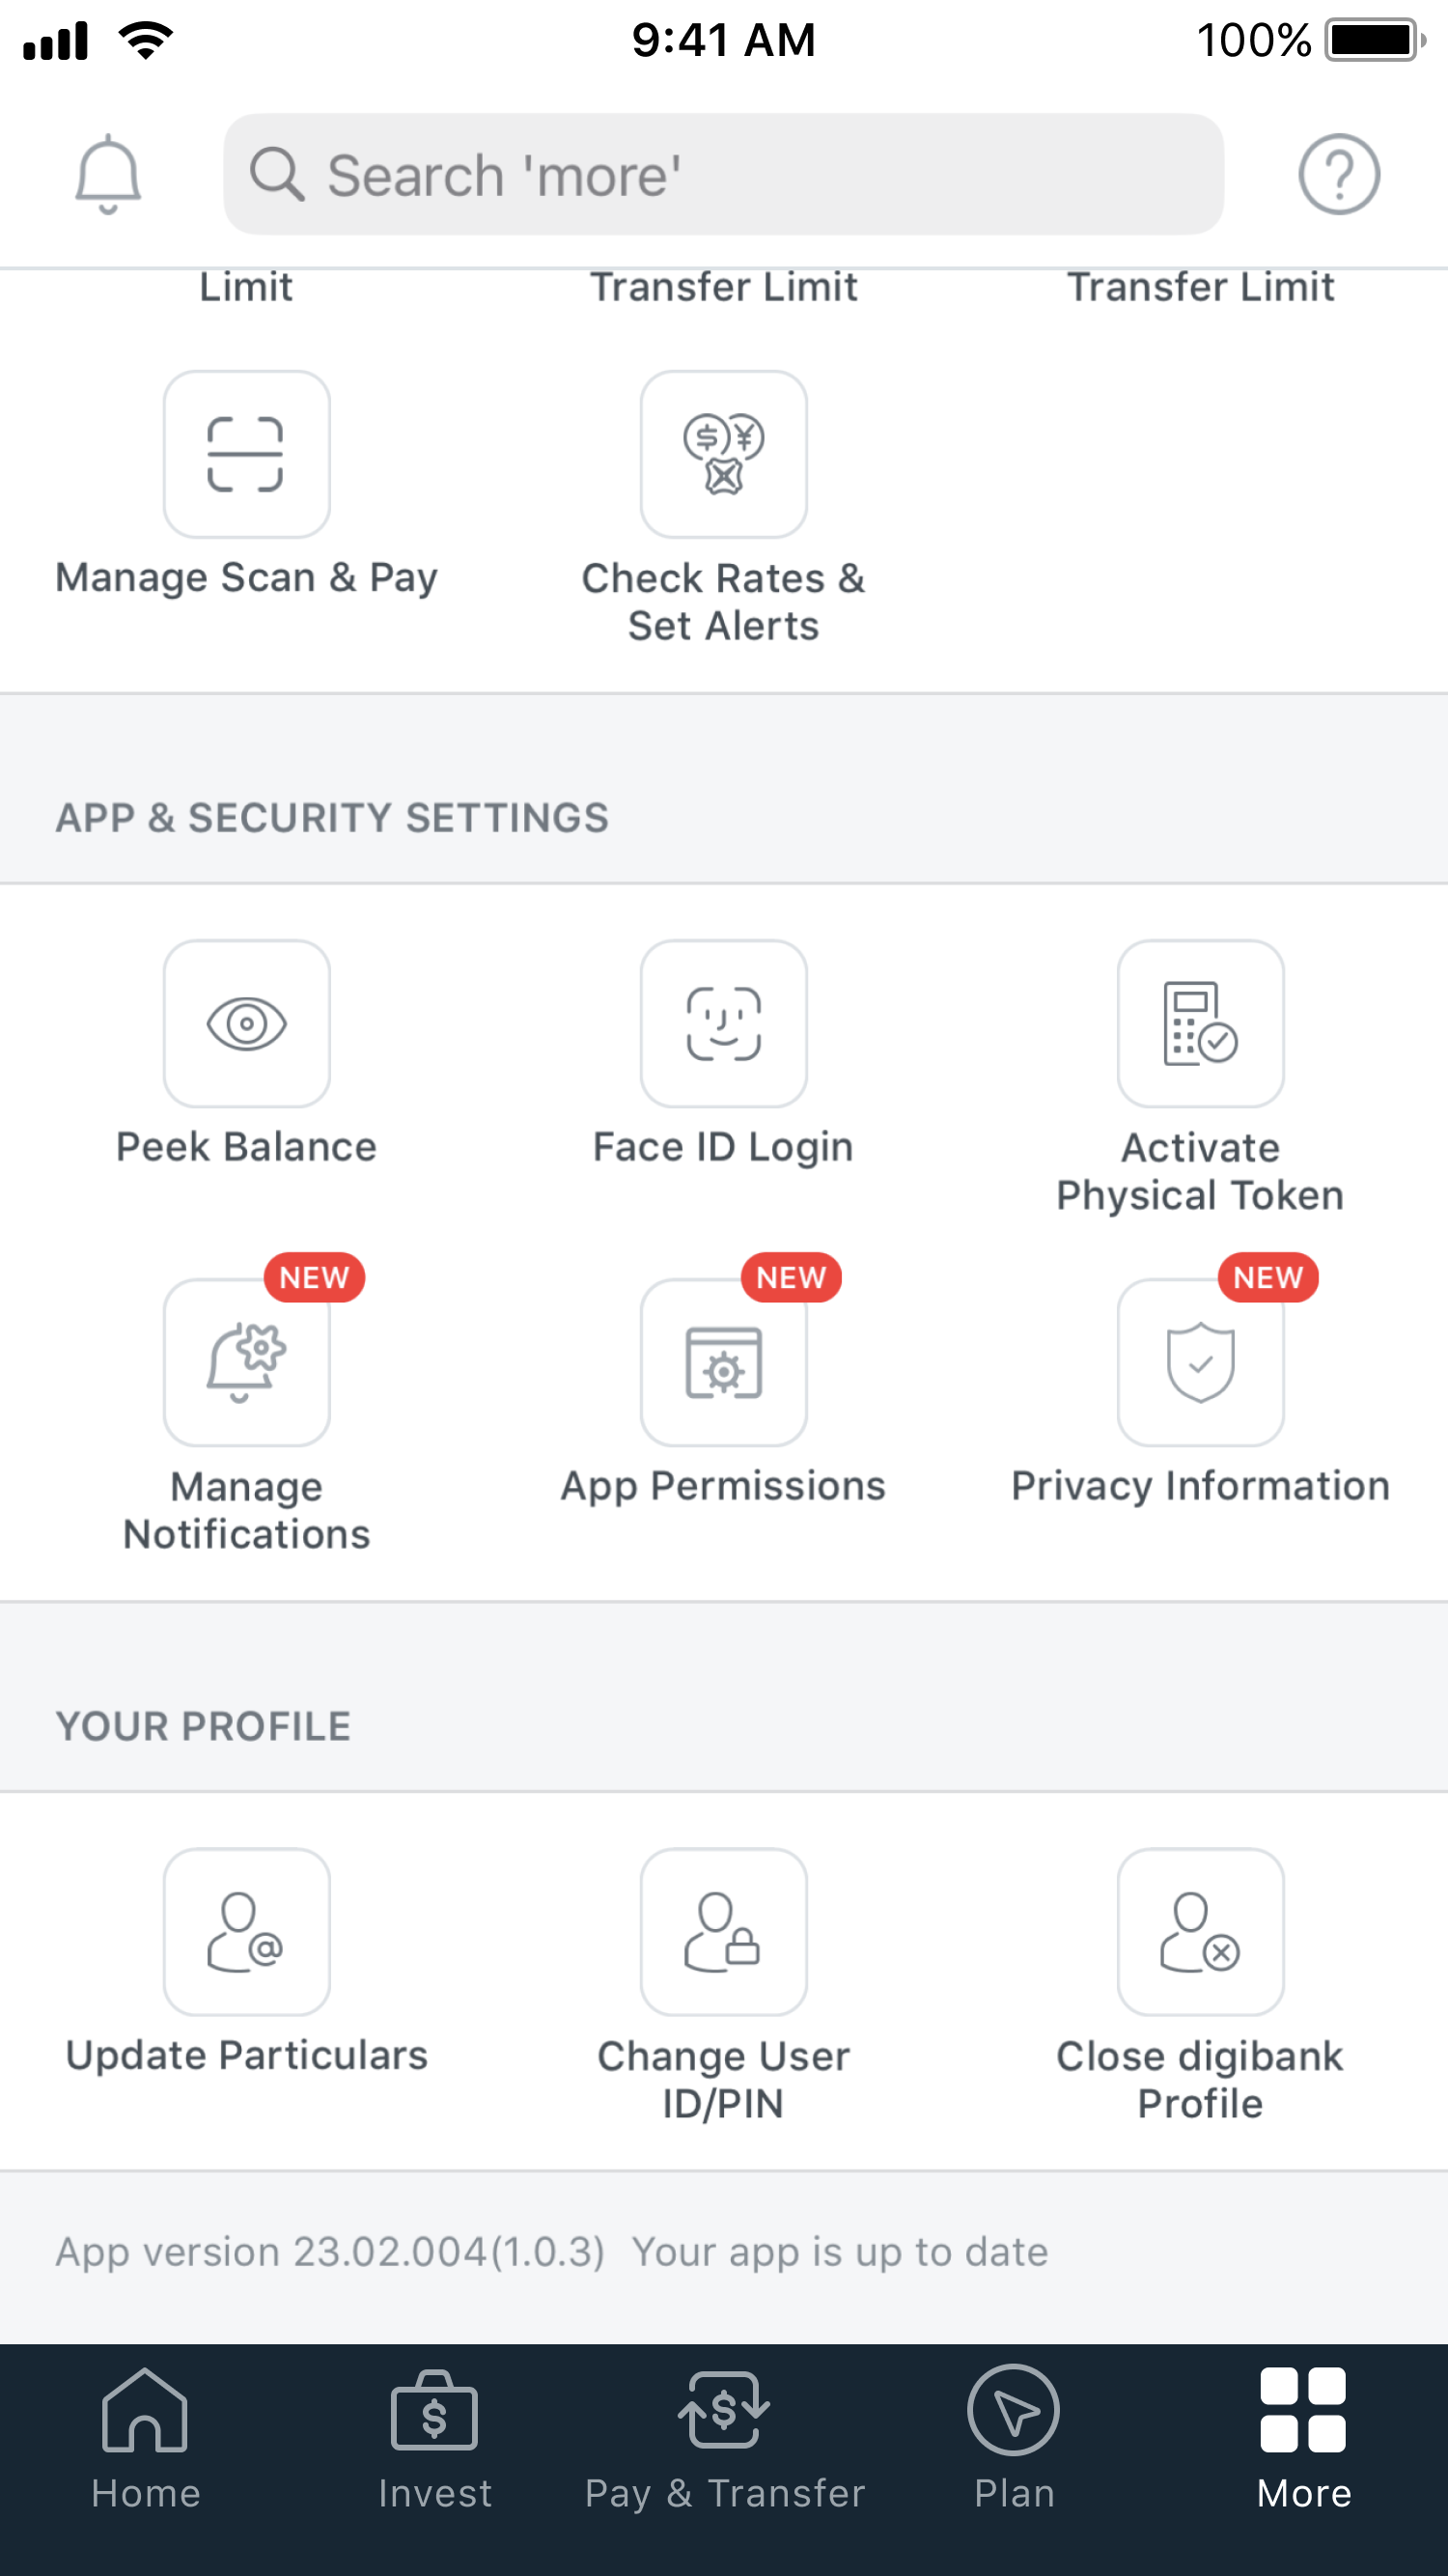 9:41 AM
100%
Search 'more'
Limit
Transfer Limit
Transfer Limit
Manage Scan & Pay
Check Rates &
Set Alerts
APP & SECURITY SETTINGS
Peek Balance
Face ID Login
Activate
Physical Token
NEW
NEW
NEW
Manage
Notifications
App Permissions
Privacy Information
YOUR PROFILE
Update Particulars
Change User
ID/PIN
Close digibank
Profile
App version 23.02.004(1.0.3) Your app is up to date
Home
Invest
Pay & Transfer
Plan
More